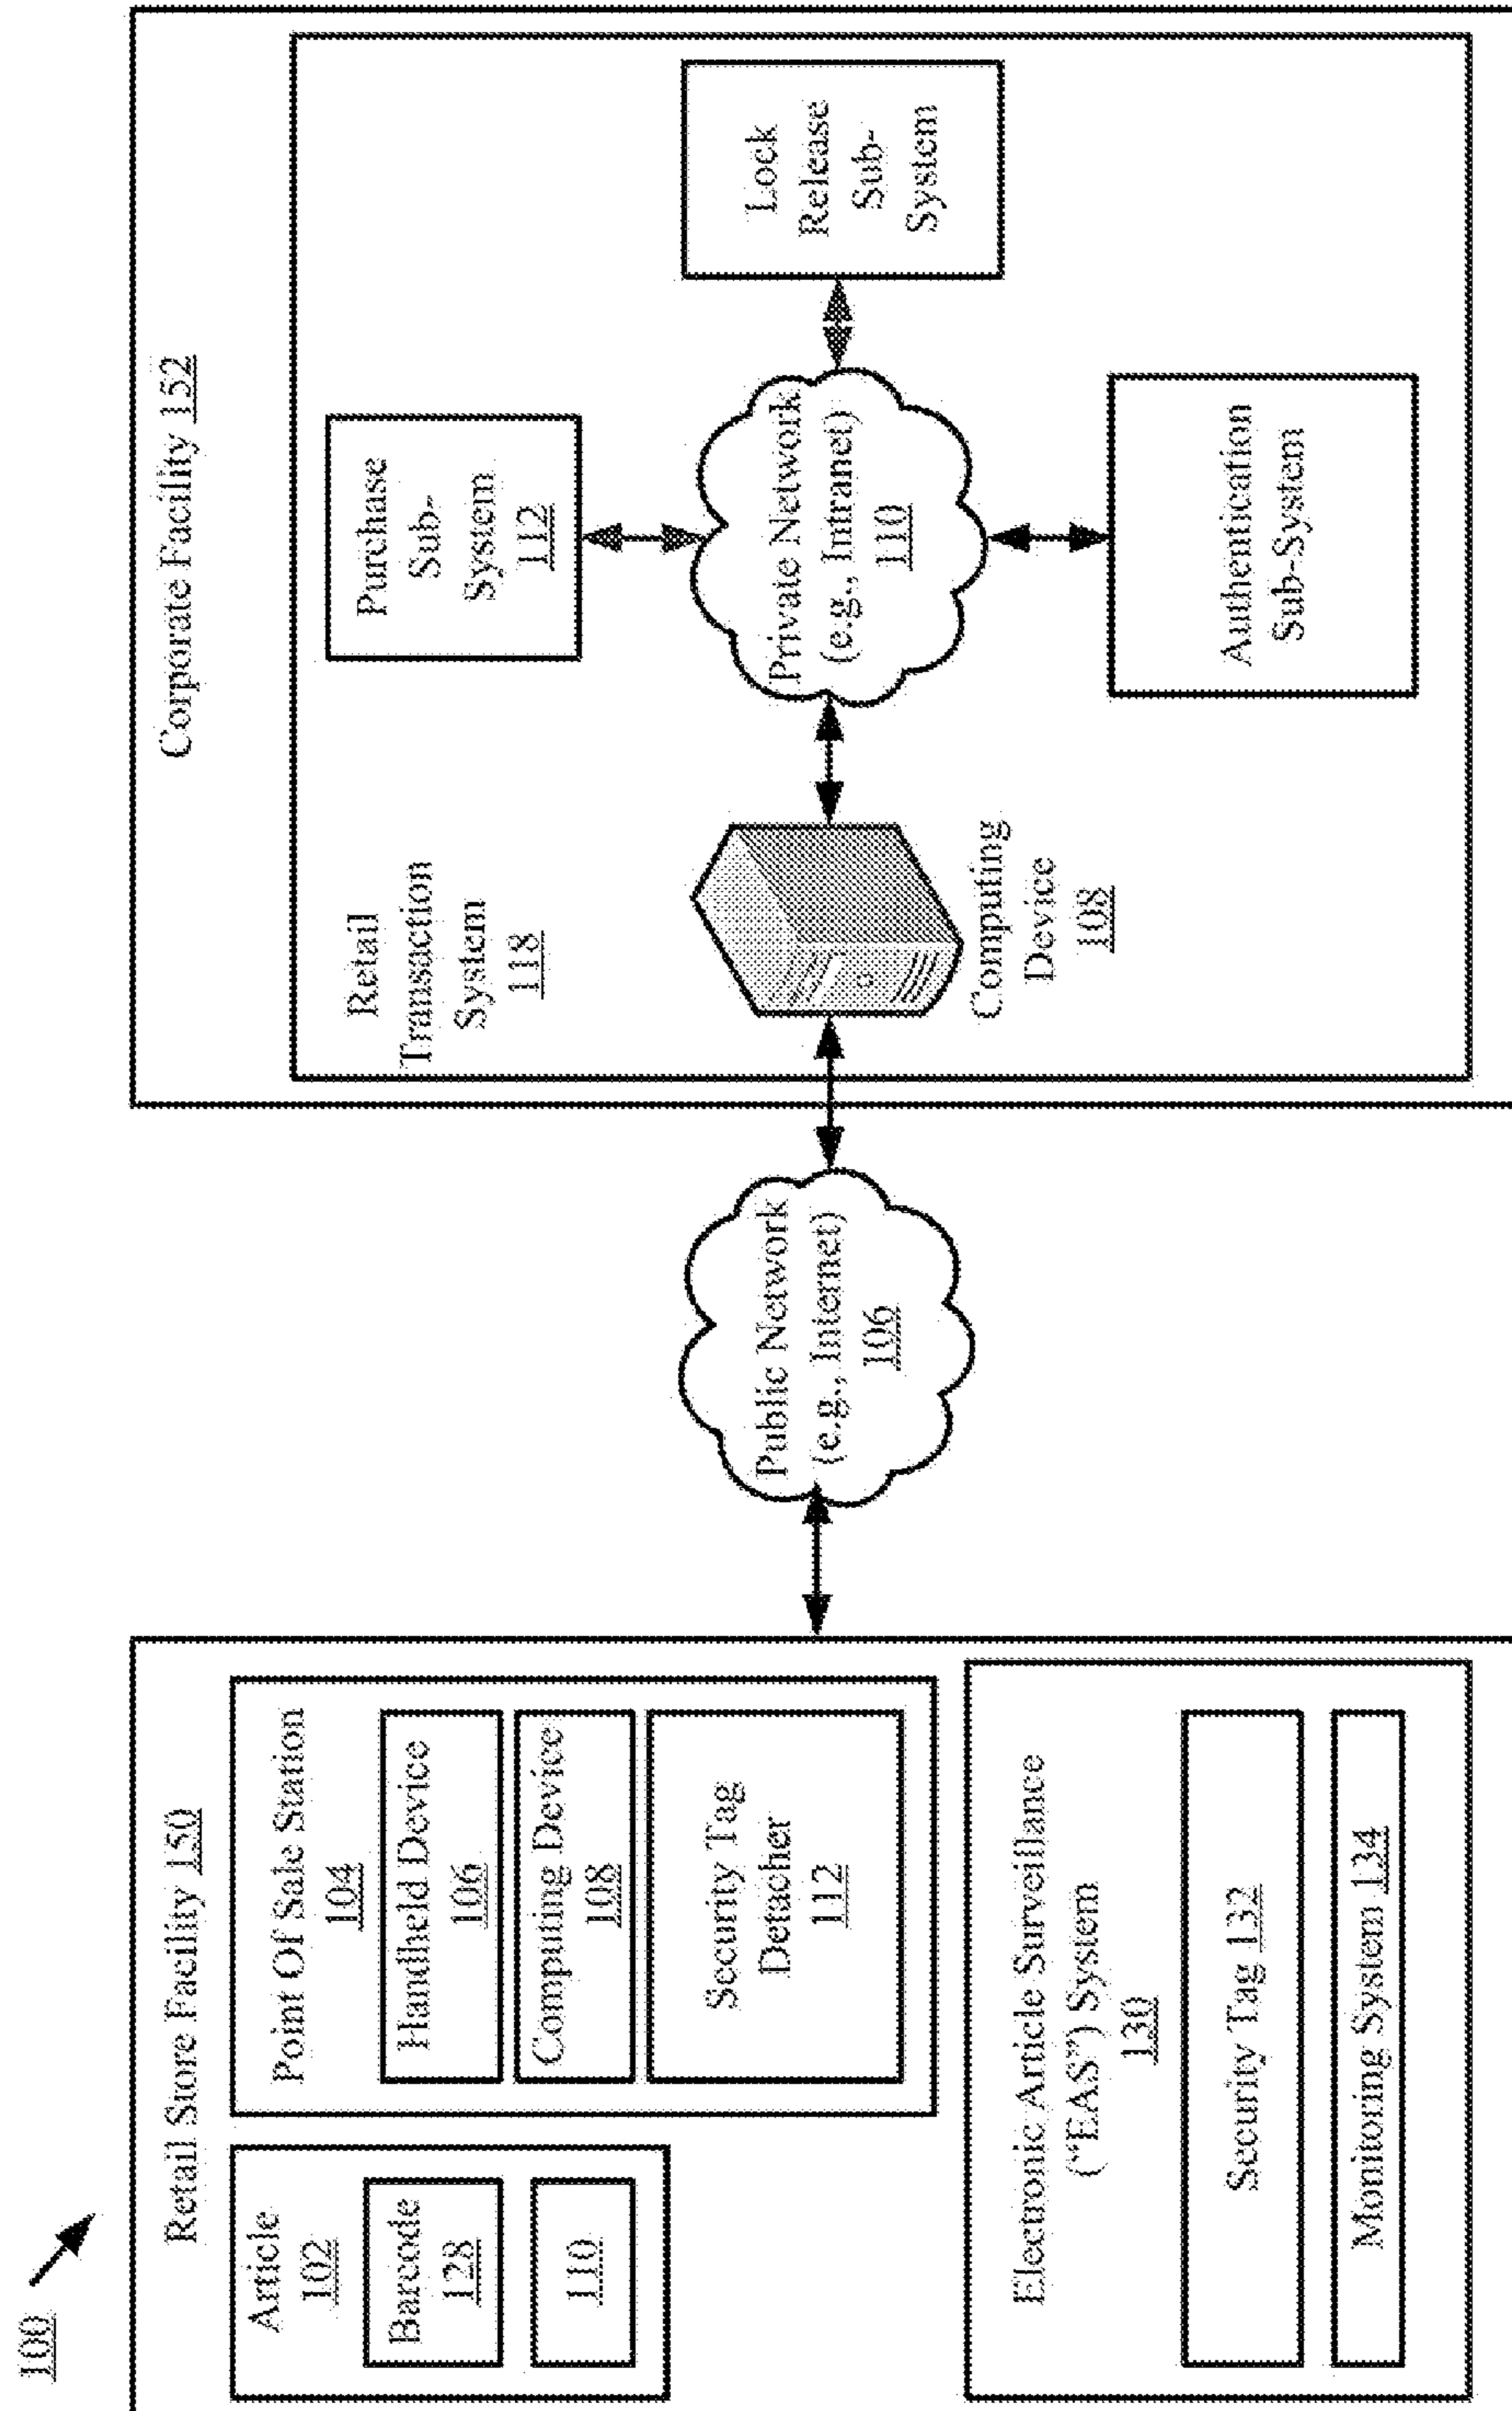 100
Retail Store Facility 150
Article
102
Barcode
128
110
Point Of Sale Station
104
Handheld Device
106
Computing Device
108
Security Tag
Detacher
112
Electronic Article Surveillance
("EAS") System
130
Security Tag 132
Monitoring System 134
Public Network
(e.g., Internet)
106
Corporate Facility 152
Retail
Transaction
System
118
Computing
Device
108
Purchase
Sub-
System
112
Private Network
(e.g., Intranet)
110
Lock
Release
Sub-
System
Authentication
Sub-System